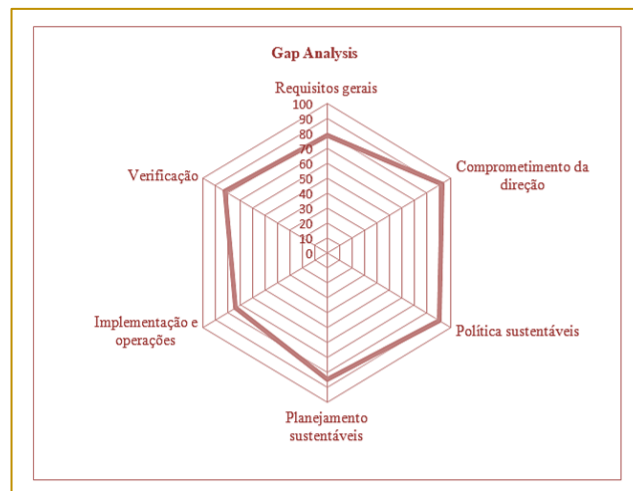 Gap Analysis
Requisitos gerais
100
90
80
70
60
50
40
30
20
10
0
Comprometimento da
direção
Política sustentáveis
Planejamento
sustentáveis
Implementação e
operações
Verificação